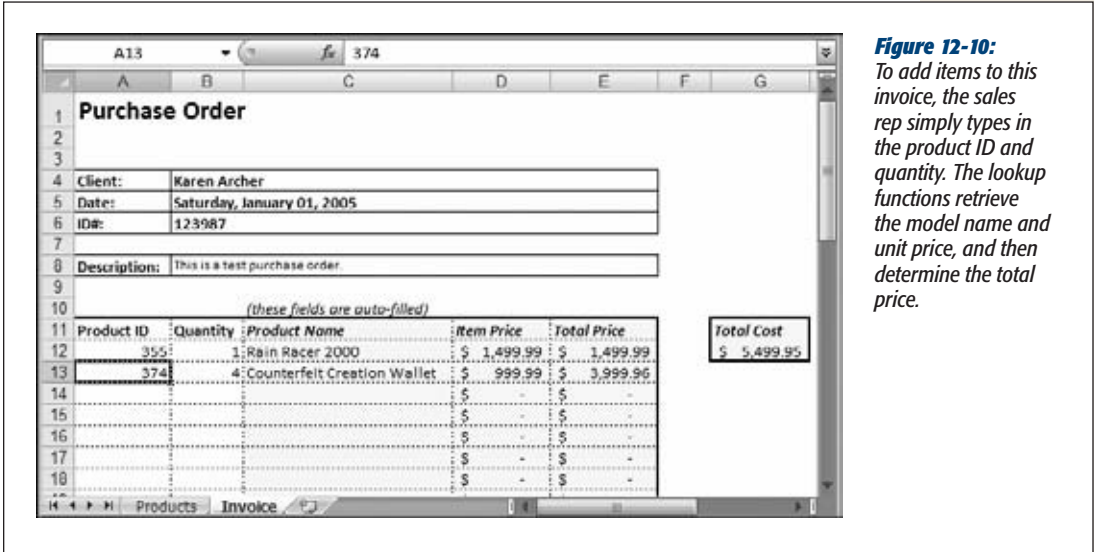 A13 fx 374
A B C D E F G
1 Purchase Order
2
3
4 Client: Karen Archer
5 Date: Saturday, January 01, 2005
6 ID#: 123987
7
8 Description: This is a test purchase order.
9
10 (these fields are auto-filled)
11 Product ID Quantity Product Name Item Price Total Price Total Cost
12 355 1 Rain Racer 2000 $ 1,499.99 $ 1,499.99 $ 5,499.95
13 374 4 Counterfeit Creation Wallet $ 999.99 $ 3,999.96
14 $ - $ -
15 $ - $ -
16 $ - $ -
17 $ - $ -
18 $ - $ -
Products Invoice
Figure 12-10:
To add items to this
invoice, the sales
rep simply types in
the product ID and
quantity. The lookup
functions retrieve
the model name and
unit price, and then
determine the total
price.